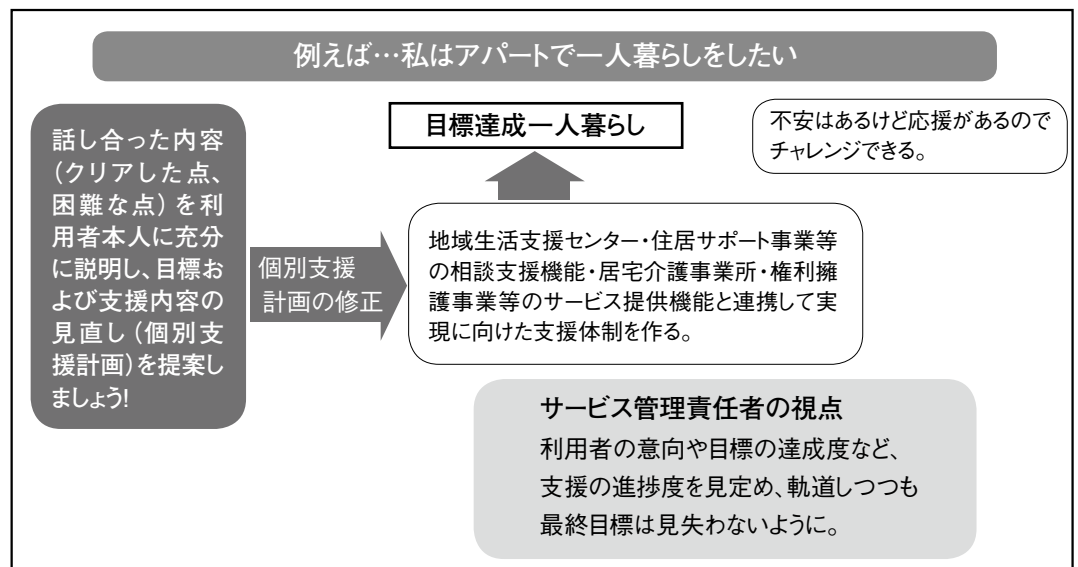 例えば…私はアパートで一人暮らしをしたい
話し合った内容
（クリアした点、
困難な点）を利
用者本人に充分
に説明し、目標お
よび支援内容の
見直し（個別支
援計画）を提案し
ましょう!
個別支援
計画の修正
目標達成一人暮らし
不安はあるけど応援があるので
チャレンジできる。
地域生活支援センター・住居サポート事業等
の相談支援機能・居宅介護事業所・権利擁
護事業等のサービス提供機能と連携して実
現に向けた支援体制を作る。
サービス管理責任者の視点
利用者の意向や目標の達成度など、
支援の進捗度を見定め、軌道しつつも
最終目標は見失わないように。